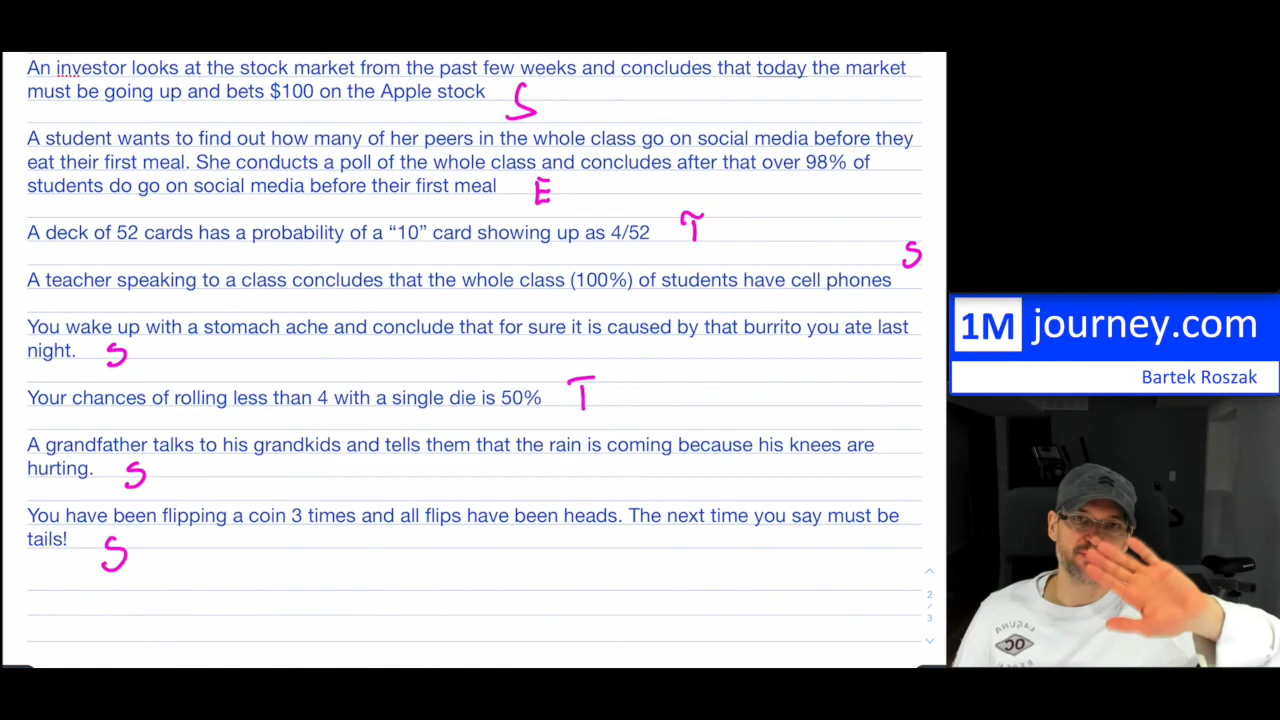 An investor looks at the stock market from the past few weeks and concludes that today the market
must be going up and bets $100 on the Apple stock S
A student wants to find out how many of her peers in the whole class go on social media before they
eat their first meal. She conducts a poll of the whole class and concludes after that over 98% of
students do go on social media before their first meal E
A deck of 52 cards has a probability of a “10” card showing up as 4/52 T
S
A teacher speaking to a class concludes that the whole class (100%) of students have cell phones
You wake up with a stomach ache and conclude that for sure it is caused by that burrito you ate last
night. S
Your chances of rolling less than 4 with a single die is 50% T
A grandfather talks to his grandkids and tells them that the rain is coming because his knees are
hurting. S
You have been flipping a coin 3 times and all flips have been heads. The next time you say must be
tails! S
2
/
3
1M journey.com
Bartek Roszak
LAGUNA
OC